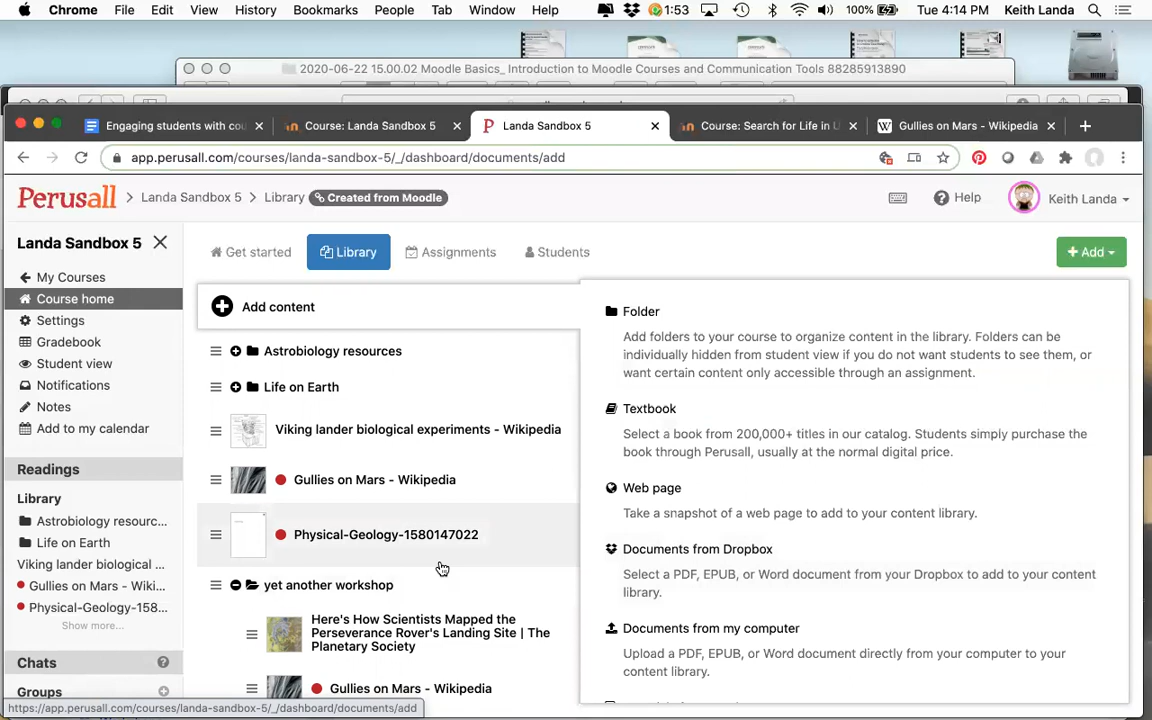 Chrome File Edit View History Bookmarks People Tab Window Help 1:53 100% Tue 4:14 PM Keith Landa
2020-06-22 15.00.02 Moodle Basics_ Introduction to Moodle Courses and Communication Tools 88285913890
Engaging students with cou Course: Landa Sandbox 5 Landa Sandbox 5 Course: Search for Life in U Gullies on Mars - Wikipedia
app.perusall.com/courses/landa-sandbox-5/_/dashboard/documents/add
Perusall Landa Sandbox 5 Library Created from Moodle Help Keith Landa
Landa Sandbox 5
My Courses
Course home
Settings
Gradebook
Student view
Notifications
Notes
Add to my calendar
Readings
Library
Astrobiology resourc...
Life on Earth
Viking lander biological ...
Gullies on Mars - Wiki...
Physical-Geology-158...
Show more...
Chats
Groups
Get started Library Assignments Students + Add
Add content
Astrobiology resources
Life on Earth
Viking lander biological experiments - Wikipedia
Gullies on Mars - Wikipedia
Physical-Geology-1580147022
yet another workshop
Here's How Scientists Mapped the
Perseverance Rover's Landing Site | The
Planetary Society
Gullies on Mars - Wikipedia
Folder
Add folders to your course to organize content in the library. Folders can be
individually hidden from student view if you do not want students to see them, or
want certain content only accessible through an assignment.
Textbook
Select a book from 200,000+ titles in our catalog. Students simply purchase the
book through Perusall, usually at the normal digital price.
Web page
Take a snapshot of a web page to add to your content library.
Documents from Dropbox
Select a PDF, EPUB, or Word document from your Dropbox to add to your content
library.
Documents from my computer
Upload a PDF, EPUB, or Word document directly from your computer to your
content library.
https://app.perusall.com/courses/landa-sandbox-5/_/dashboard/documents/add